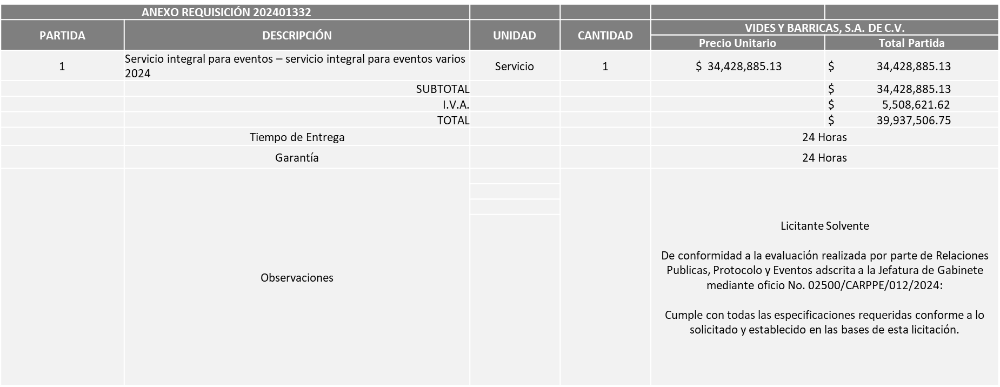 ANEXO REQUISICIÓN 202401332
PARTIDA DESCRIPCIÓN UNIDAD CANTIDAD VIDES Y BARRICAS, S.A. DE C.V.
Precio Unitario Total Partida
1 Servicio integral para eventos – servicio integral para eventos varios
2024 Servicio 1 $ 34,428,885.13 $ 34,428,885.13
SUBTOTAL $ 34,428,885.13
I.V.A. $ 5,508,621.62
TOTAL $ 39,937,506.75
Tiempo de Entrega 24 Horas
Garantía 24 Horas
Observaciones
Licitante Solvente
De conformidad a la evaluación realizada por parte de Relaciones
Publicas, Protocolo y Eventos adscrita a la Jefatura de Gabinete
mediante oficio No. 02500/CARPPE/012/2024:
Cumple con todas las especificaciones requeridas conforme a lo
solicitado y establecido en las bases de esta licitación.